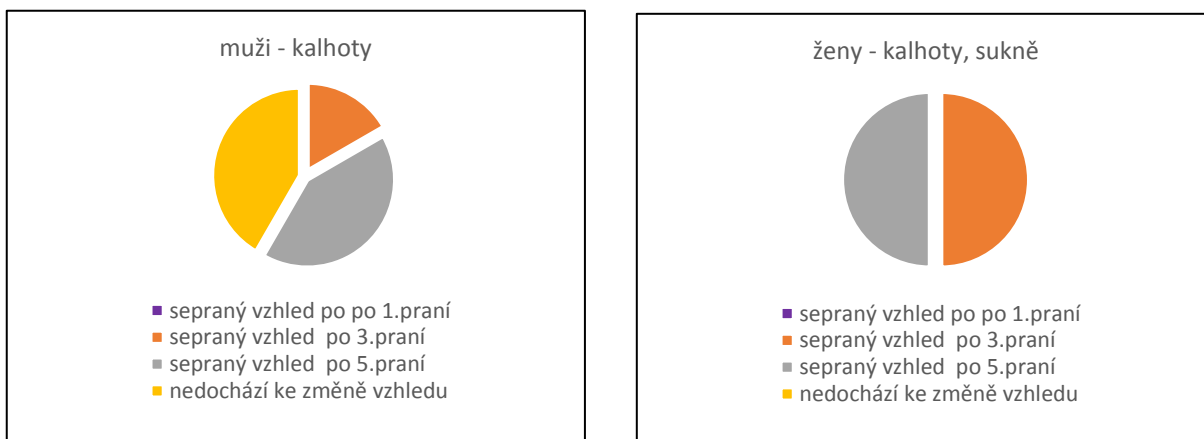 muži - kalhoty
sepraný vzhled po po 1.praní
sepraný vzhled  po 3.praní
sepraný vzhled  po 5.praní
nedochází ke změně vzhledu
ženy - kalhoty, sukně
sepraný vzhled po po 1.praní
sepraný vzhled  po 3.praní
sepraný vzhled  po 5.praní
nedochází ke změně vzhledu